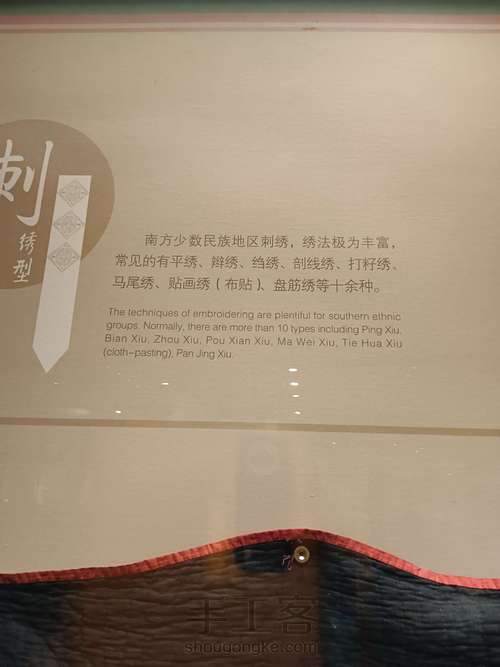 刺
绣
型
南方少数民族地区刺绣，绣法极为丰富，
常见的有平绣、辫绣、绉绣、剖线绣、打籽绣、
马尾绣、贴画绣（布贴）、盘筋绣等十余种。
The techniques of embroidering are plentiful for southern ethnic
groups. Normally, there are more than 10 types including Ping Xiu,
Bian Xiu, Zhou Xiu, Pou Xian Xiu, Ma Wei Xiu, Tie Hua Xiu
(cloth-pasting), Pan Jing Xiu.
手工客
shougongke.com